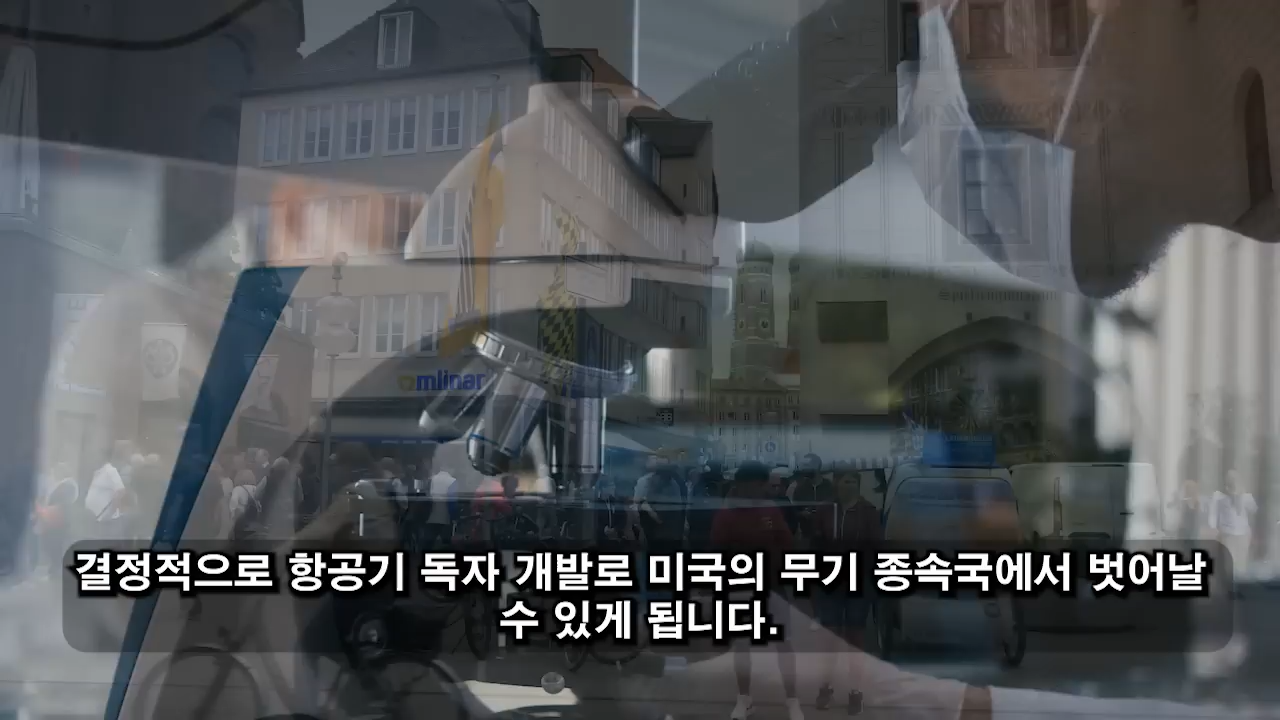 mlinar
결정적으로 항공기 독자 개발로 미국의 무기 종속국에서 벗어날
수 있게 됩니다.